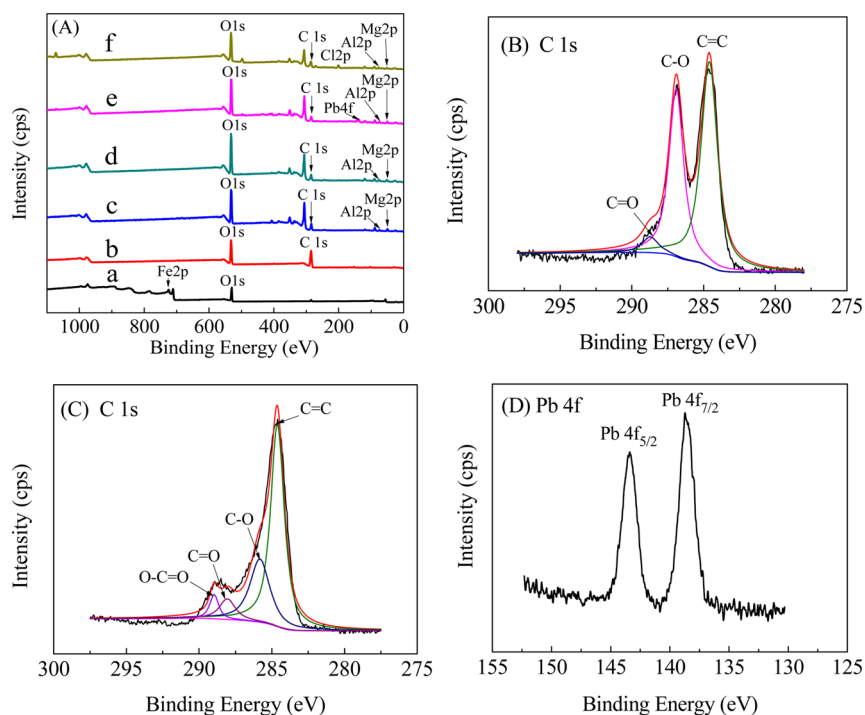 (A)
f
O1s
C 1s
Cl2p
Al2p
Mg2p
e
O1s
C 1s
Pb4f
Al2p
Mg2p
d
O1s
C 1s
Al2p
Mg2p
c
O1s
C 1s
Al2p
Mg2p
b
O1s
C 1s
a
Fe2p
O1s
1000 800 600 400 200 0
Binding Energy (eV)
Intensity (cps)
(B) C 1s
C=O
C-O
C=C
300 295 290 285 280 275
Binding Energy (eV)
Intensity (cps)
(C) C 1s
O-C=O
C=O
C-O
C=C
300 295 290 285 280 275
Binding Energy (eV)
Intensity (cps)
(D) Pb 4f
Pb 4f5/2
Pb 4f7/2
155 150 145 140 135 130 125
Binding Energy (eV)
Intensity (cps)